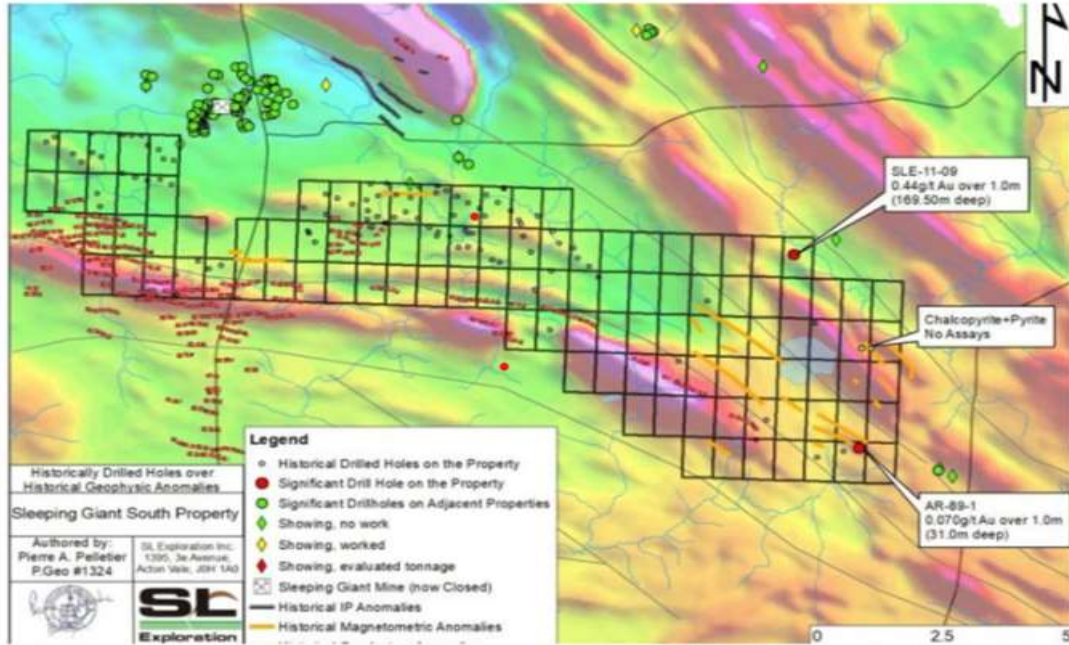 N
SLE-11-09
0.44g/t Au over 1.0m
(169.50m deep)
Chalcopyrite+Pyrite
No Assays
AR-89-1
0.070g/t Au over 1.0m
(31.0m deep)
Legend
Historical Drilled Holes on the Property
Significant Drill Hole on the Property
Significant Drillholes on Adjacent Properties
Showing, no work
Showing, worked
Showing, evaluated tonnage
Sleeping Giant Mine (now Closed)
Historical IP Anomalies
Historical Magnetometric Anomalies
Historically Drilled Holes over
Historical Geophysic Anomalies
Sleeping Giant South Property
Authored by:
Pierre A. Pelletier
P.Geo #1324
SL Exploration Inc.
1395, 3e Avenue,
Acton Vale, J0H 1A0
SL
Exploration
0 2.5 5